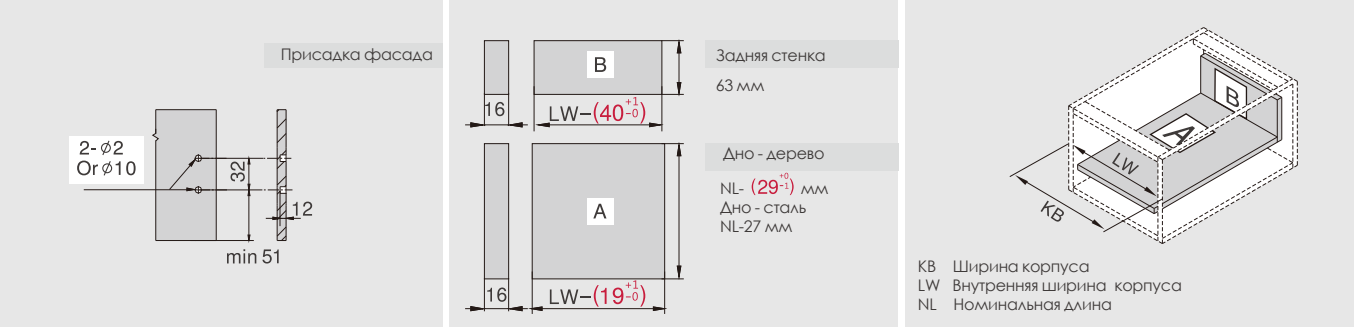 Присадка фасада
2- ϕ2
Or ϕ10
32
12
min 51
B
16
LW-(40 +1 -0)
A
16
LW-(19 +1 -0)
Задняя стенка
63 мм
Дно - дерево
NL- (29 +0 -1) мм
Дно - сталь
NL-27 мм
B
A
LW
KB
KB Ширина корпуса
LW Внутренняя ширина корпуса
NL Номинальная длина